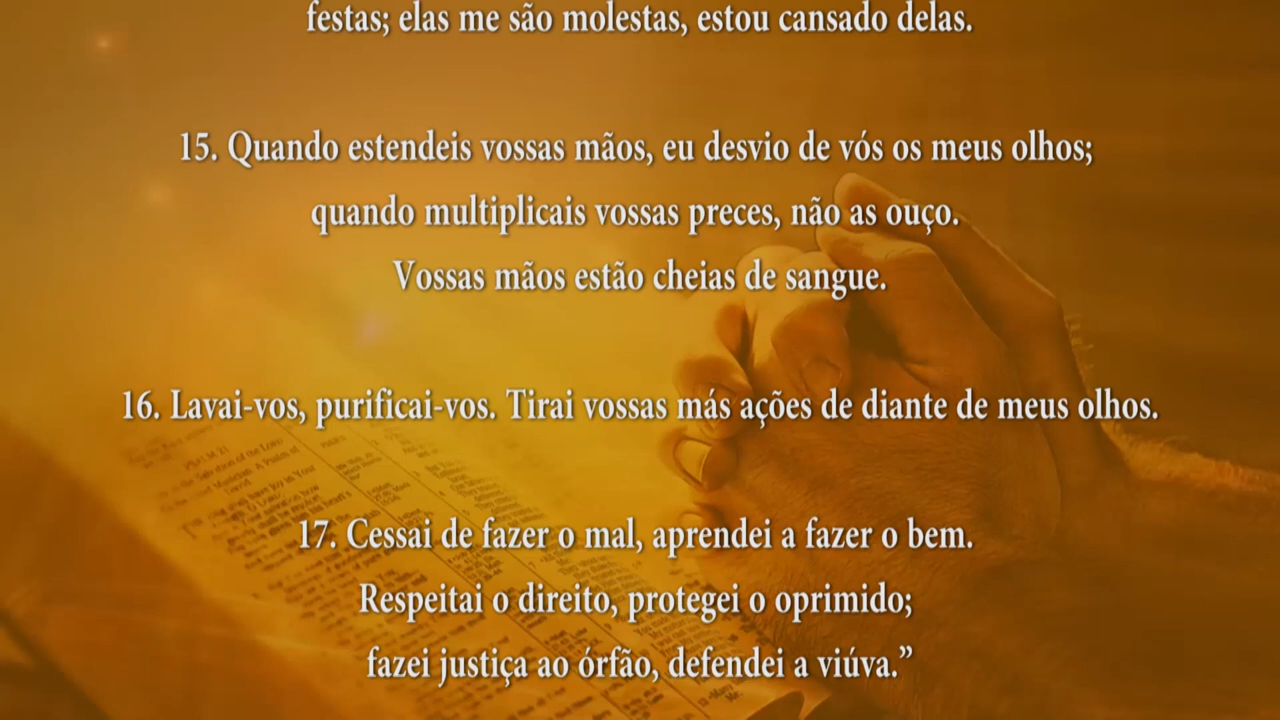 festas; elas me são molestas, estou cansado delas.
15. Quando estendeis vossas mãos, eu desvio de vós os meus olhos;
quando multiplicais vossas preces, não as ouço.
Vossas mãos estão cheias de sangue.
16. Lavai-vos, purificai-vos. Tirai vossas más ações de diante de meus olhos.
17. Cessai de fazer o mal, aprendei a fazer o bem.
Respeitai o direito, protegei o oprimido;
fazei justiça ao órfão, defendei a viúva.”